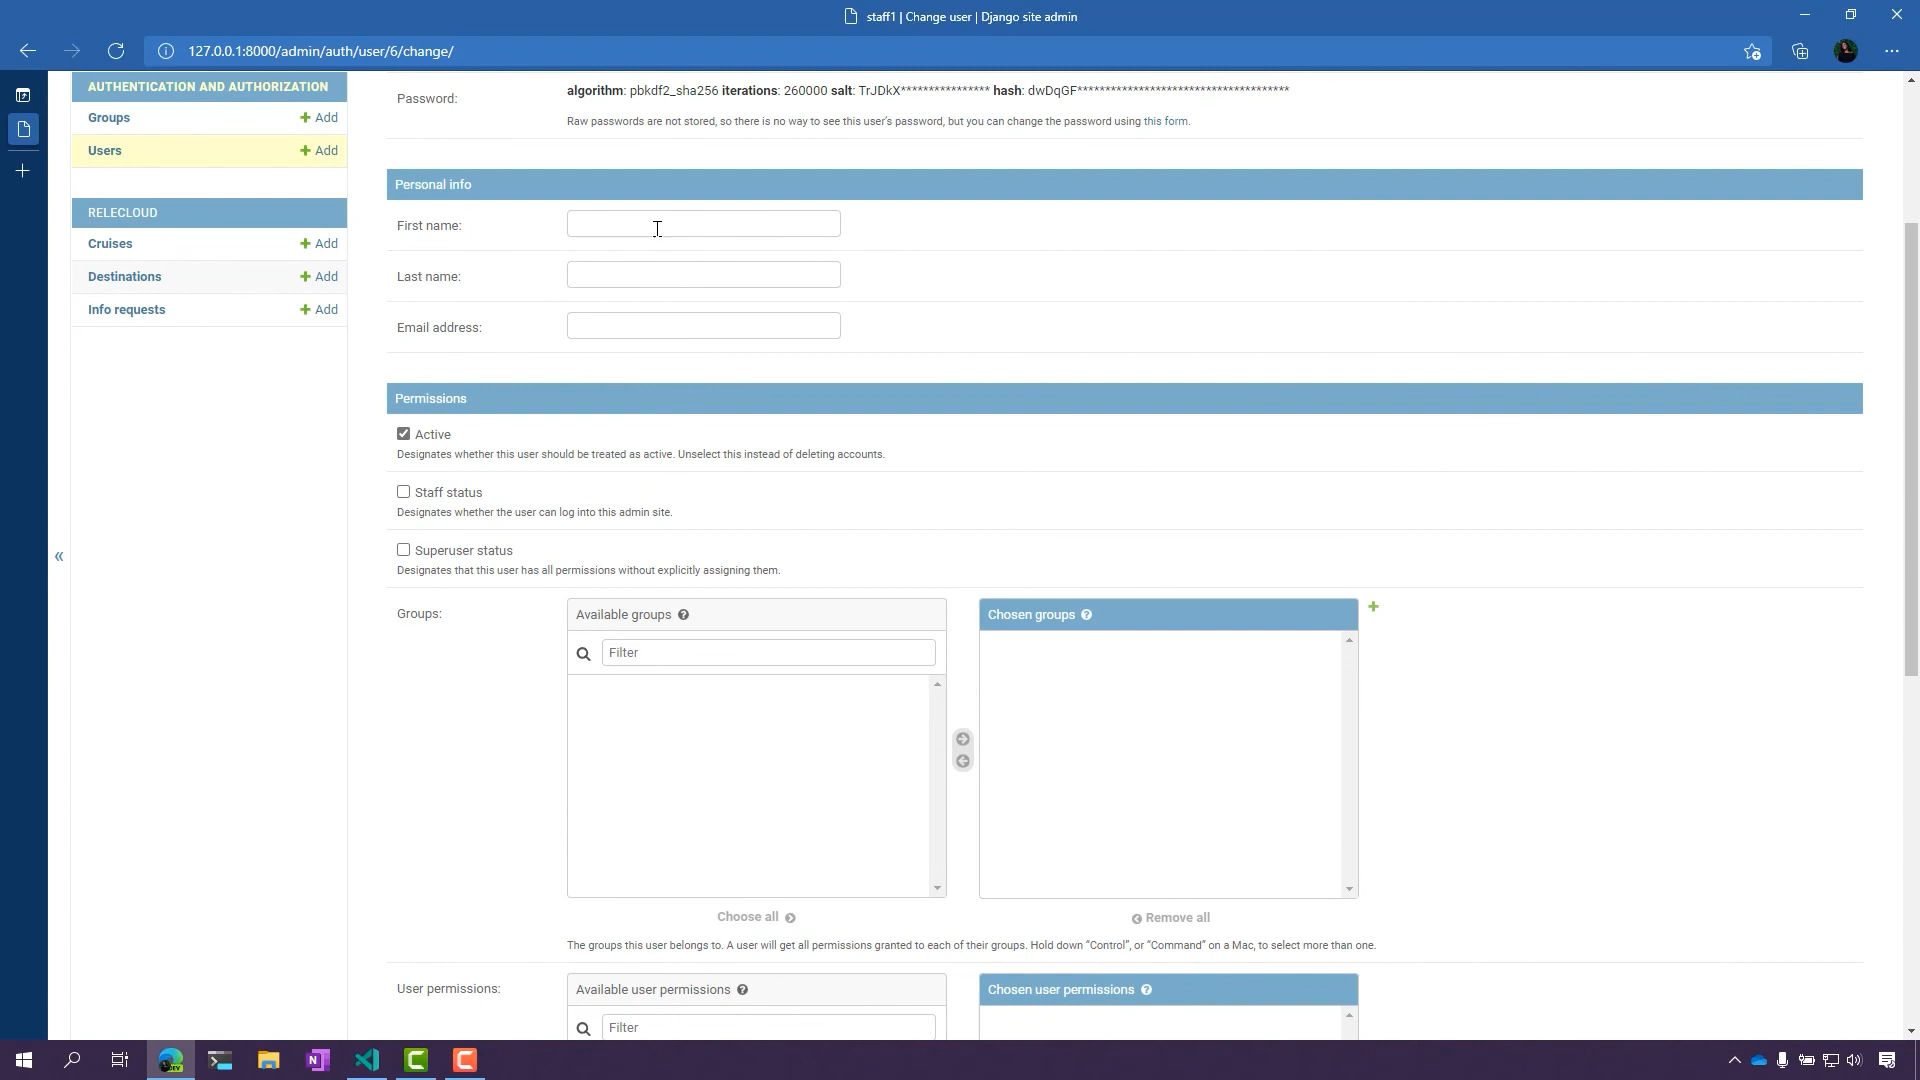 staff1 | Change user | Django site admin
127.0.0.1:8000/admin/auth/user/6/change/
AUTHENTICATION AND AUTHORIZATION
Groups
Add
Users
Add
RELECLOUD
Cruises
Add
Destinations
Add
Info requests
Add
«
Password:
algorithm: pbkdf2_sha256 iterations: 260000 salt: TrJDkX**************** hash: dwDqGF**************************************
Raw passwords are not stored, so there is no way to see this user's password, but you can change the password using this form.
Personal info
First name:
Last name:
Email address:
Permissions
Active
Designates whether this user should be treated as active. Unselect this instead of deleting accounts.
Staff status
Designates whether the user can log into this admin site.
Superuser status
Designates that this user has all permissions without explicitly assigning them.
Groups:
Available groups ?
Filter
Choose all
Chosen groups ?
Remove all
The groups this user belongs to. A user will get all permissions granted to each of their groups. Hold down “Control”, or “Command” on a Mac, to select more than one.
User permissions:
Available user permissions ?
Filter
Chosen user permissions ?
DEV
N
C
C